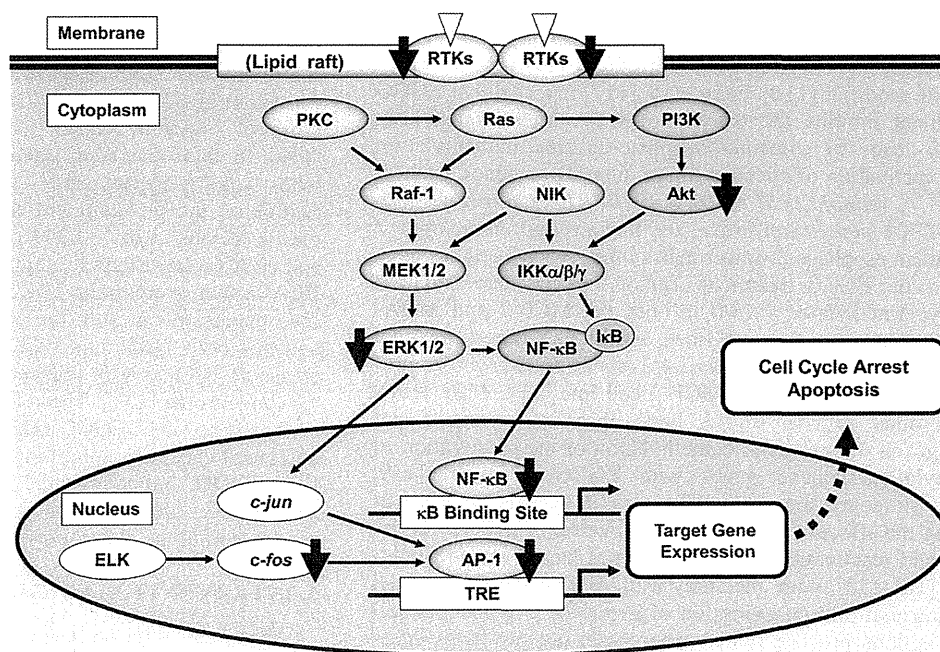 Membrane
(Lipid raft)
RTKs
RTKs
Cytoplasm
PKC
Ras
PI3K
Raf-1
NIK
Akt
MEK1/2
IKKα/β/γ
IκB
ERK1/2
NF-κB
Cell Cycle Arrest
Apoptosis
NF-κB
κB Binding Site
Nucleus
c-jun
Target Gene
Expression
ELK
c-fos
AP-1
TRE